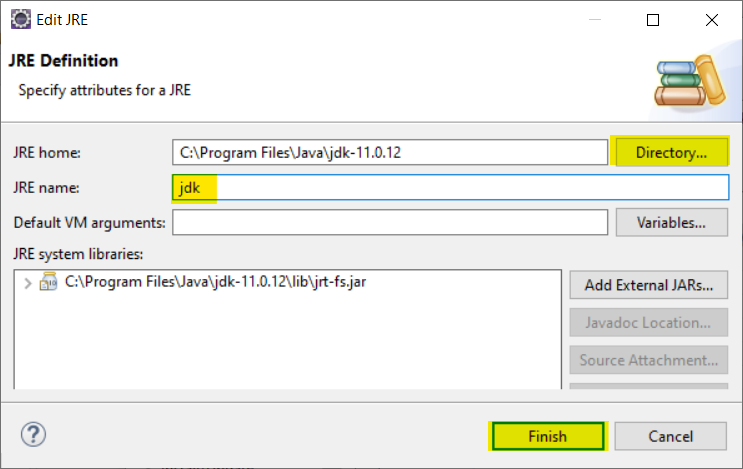 Edit JRE
JRE Definition
Specify attributes for a JRE
JRE home: C:\Program Files\Java\jdk-11.0.12 Directory...
JRE name: jdk
Default VM arguments: Variables...
JRE system libraries:
C:\Program Files\Java\jdk-11.0.12\lib\jrt-fs.jar
Add External JARs...
Javadoc Location...
Source Attachment...
Finish Cancel